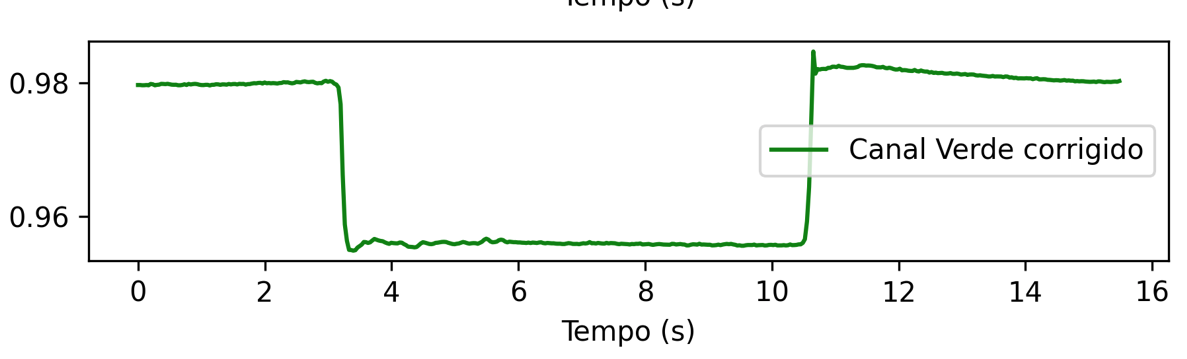 Tempo (s)
0.98
Canal Verde corrigido
0.96
0 2 4 6 8 10 12 14 16
Tempo (s)